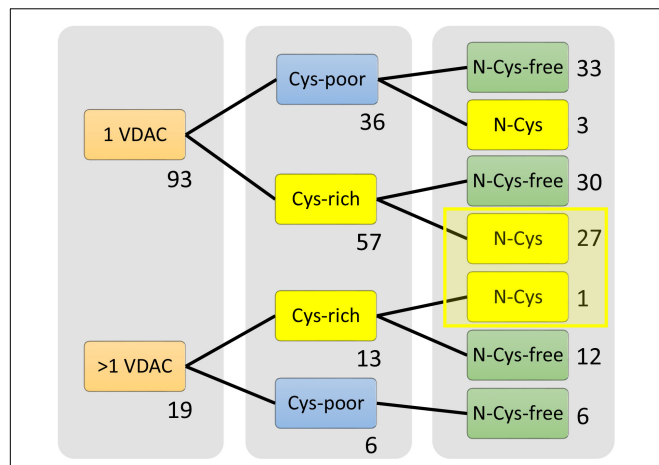 1 VDAC
93
>1 VDAC
19
Cys-poor
36
Cys-rich
57
Cys-rich
13
Cys-poor
6
N-Cys-free 33
N-Cys 3
N-Cys-free 30
N-Cys 27
N-Cys 1
N-Cys-free 12
N-Cys-free 6